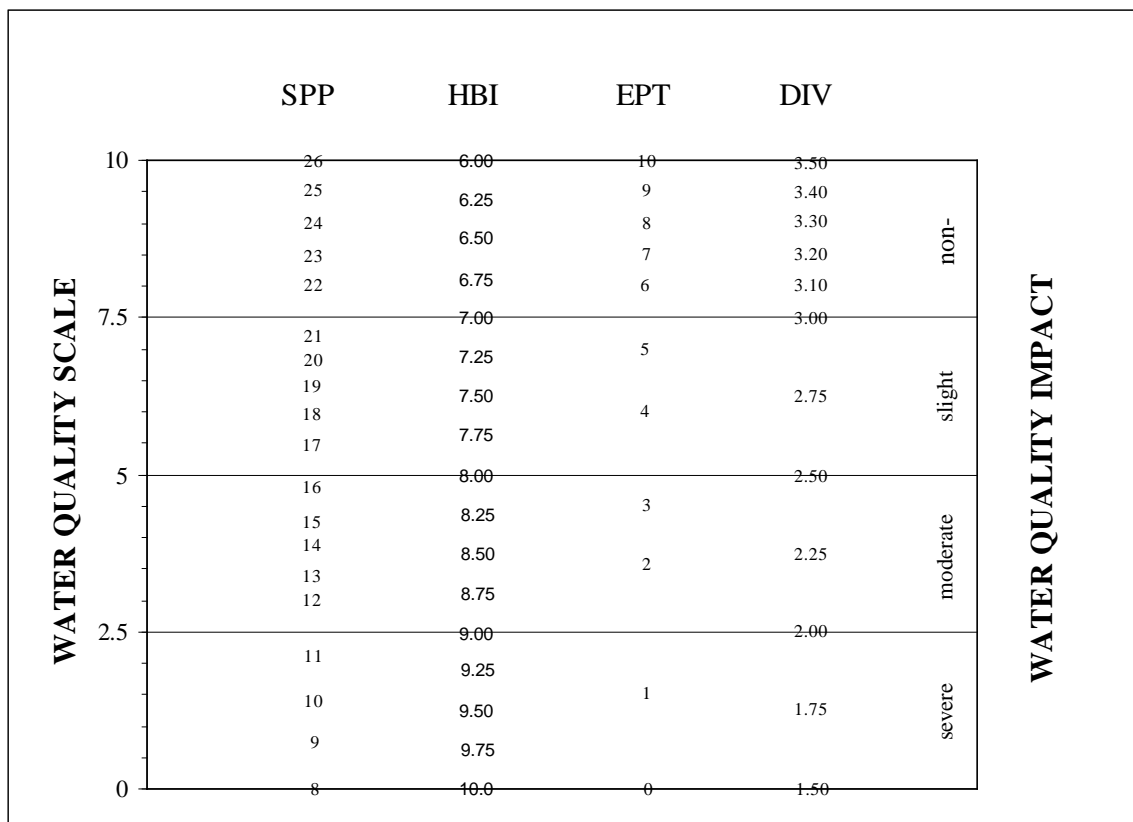 SPP HBI EPT DIV
10 26 6.00 10 3.50
25 6.25 9 3.40
24 6.50 8 3.30
23 7 3.20
22 6.75 6 3.10
non-
7.5 7.00 3.00
21
20 7.25 5
19 7.50 2.75
18 4
17 7.75
slight
5 8.00 2.50
16
15 8.25 3
14 8.50 2.25
13 2
12 8.75
moderate
2.5 9.00 2.00
11 9.25
10 9.50 1 1.75
9 9.75
severe
0 8 10.0 0 1.50
WATER QUALITY SCALE
WATER QUALITY IMPACT